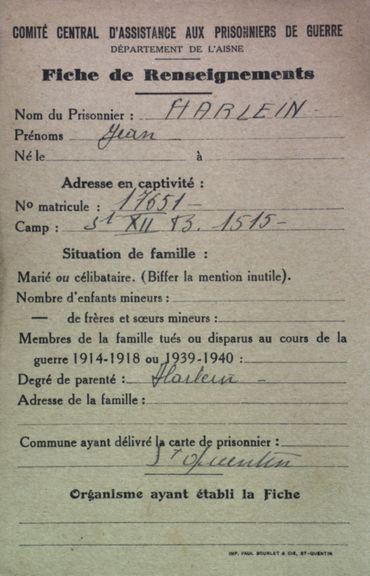 COMITÉ CENTRAL D'ASSISTANCE AUX PRISONNIERS DE GUERRE
DÉPARTEMENT DE L'AISNE
Fiche de Renseignements
Nom du Prisonnier : HARLEIN
Prénoms Jean
Né le à
Adresse en captivité :
No matricule : 17651 -
Camp : St XII B. 1515 -
Situation de famille :
Marié ou célibataire. (Biffer la mention inutile).
Nombre d'enfants mineurs :
— de frères et sœurs mineurs :
Membres de la famille tués ou disparus au cours de la
guerre 1914-1918 ou 1939-1940 :
Degré de parenté : Harlein -
Adresse de la famille :
Commune ayant délivré la carte de prisonnier :
St Quentin
Organisme ayant établi la Fiche
IMP. PAUL BOURLET & CIE, ST-QUENTIN